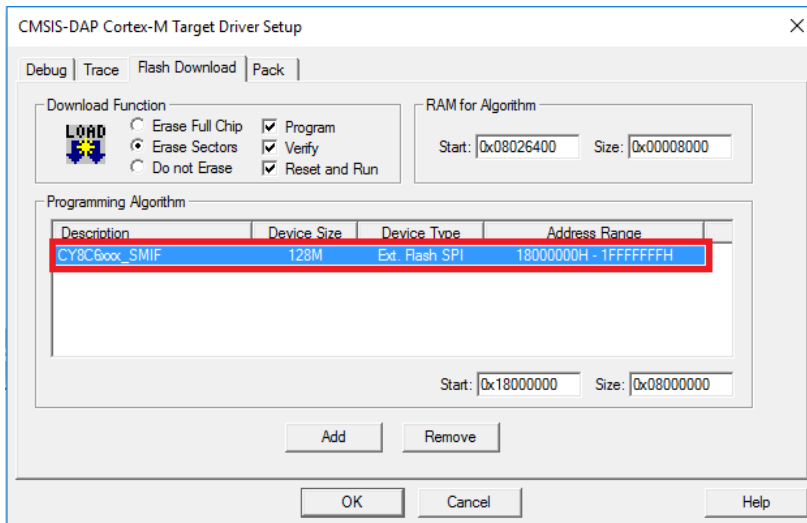 CMSIS-DAP Cortex-M Target Driver Setup
Debug Trace Flash Download Pack
Download Function
LOAD
Erase Full Chip
Erase Sectors
Do not Erase
Program
Verify
Reset and Run
RAM for Algorithm
Start: 0x08026400 Size: 0x00008000
Programming Algorithm
Description Device Size Device Type Address Range
CY8C6xxx_SMIF 128M Ext. Flash SPI 18000000H - 1FFFFFFFH
Start: 0x18000000 Size: 0x08000000
Add Remove
OK Cancel Help